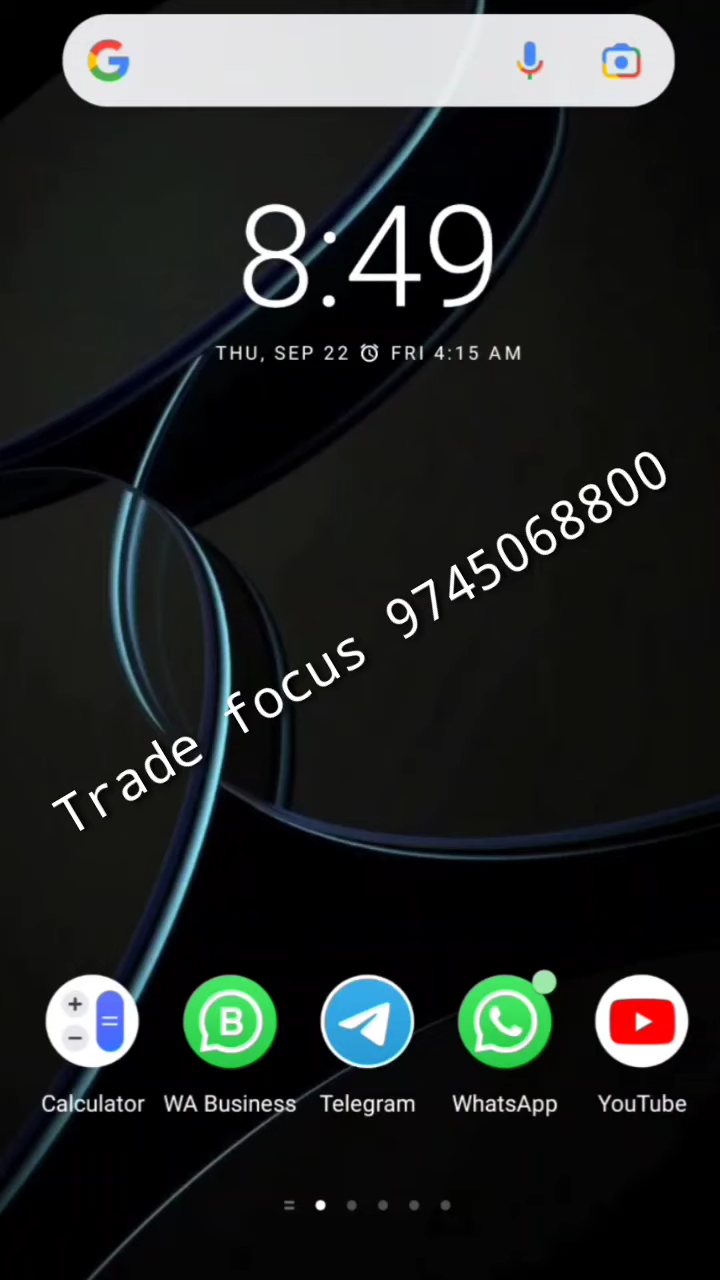 8:49
THU, SEP 22 FRI 4:15 AM
Trade focus 9745068800
B
Calculator WA Business Telegram WhatsApp YouTube